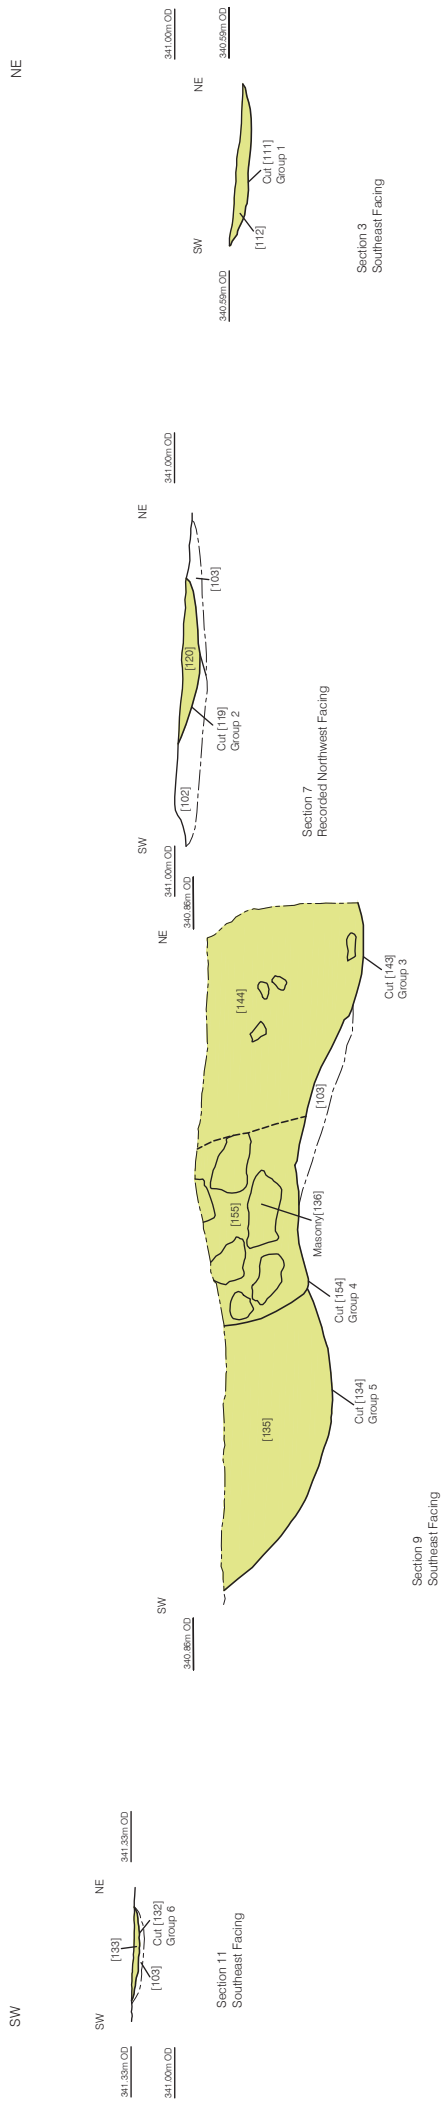 SW
NE
341.33m OD
341.00m OD
SW
[133]
[103]
Cut [132]
Group 6
NE
341.33m OD
Section 11
Southeast Facing
340.86m OD
SW
[135]
Cut [134]
Group 5
[155]
Masonry[136]
Cut [154]
Group 4
[103]
[144]
Cut [143]
Group 3
NE
340.86m OD
Section 9
Southeast Facing
341.00m OD
SW
[102]
Cut [119]
Group 2
[120]
[103]
NE
341.00m OD
Section 7
Recorded Northwest Facing
340.59m OD
SW
[112]
Cut [111]
Group 1
NE
341.00m OD
340.59m OD
Section 3
Southeast Facing